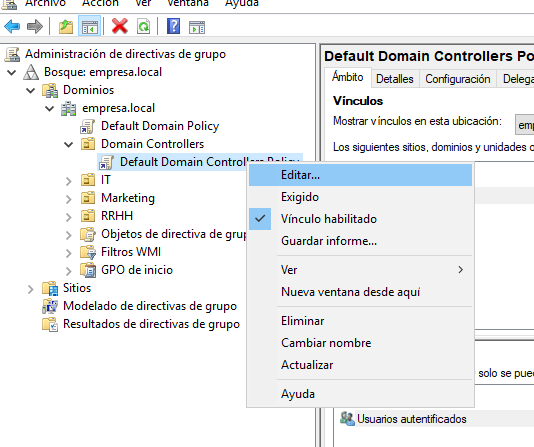 Archivo Acción Ver Ventana Ayuda
Administración de directivas de grupo
Bosque: empresa.local
Dominios
empresa.local
Default Domain Policy
Domain Controllers
Default Domain Controllers Policy
IT
Marketing
RRHH
Objetos de directiva de grup
Filtros WMI
GPO de inicio
Sitios
Modelado de directivas de grupo
Resultados de directivas de grupo
Editar...
Exigido
Vínculo habilitado
Guardar informe...
Ver
Nueva ventana desde aquí
Eliminar
Cambiar nombre
Actualizar
Ayuda
Default Domain Controllers Po
Ámbito Detalles Configuración Delega
Vínculos
Mostrar vínculos en esta ubicación: emp
Los siguientes sitios, dominios y unidades o
solo se pue
Usuarios autentificados